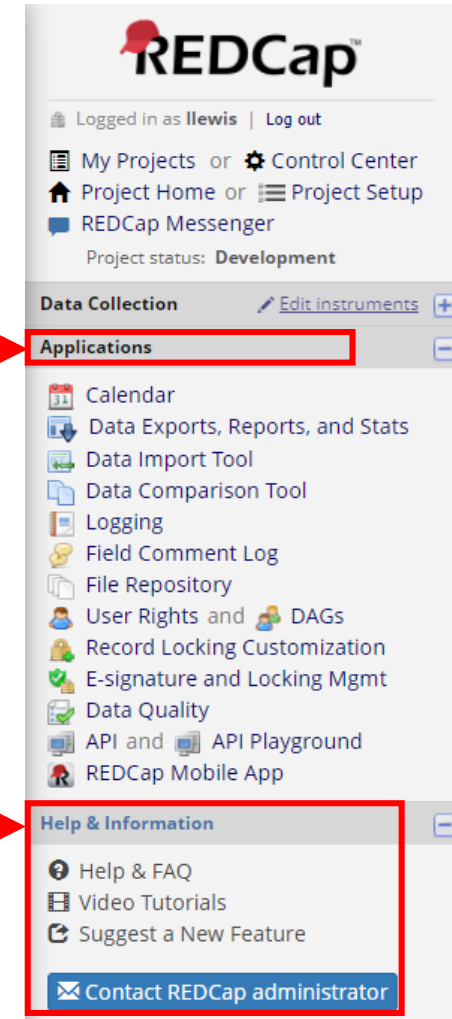 REDCap™
Logged in as llewis | Log out
My Projects or Control Center
Project Home or Project Setup
REDCap Messenger
Project status: Development
Data Collection Edit instruments
Applications
31 Calendar
Data Exports, Reports, and Stats
Data Import Tool
Data Comparison Tool
Logging
Field Comment Log
File Repository
User Rights and DAGs
Record Locking Customization
E-signature and Locking Mgmt
Data Quality
API and API Playground
REDCap Mobile App
Help & Information
Help & FAQ
Video Tutorials
Suggest a New Feature
Contact REDCap administrator